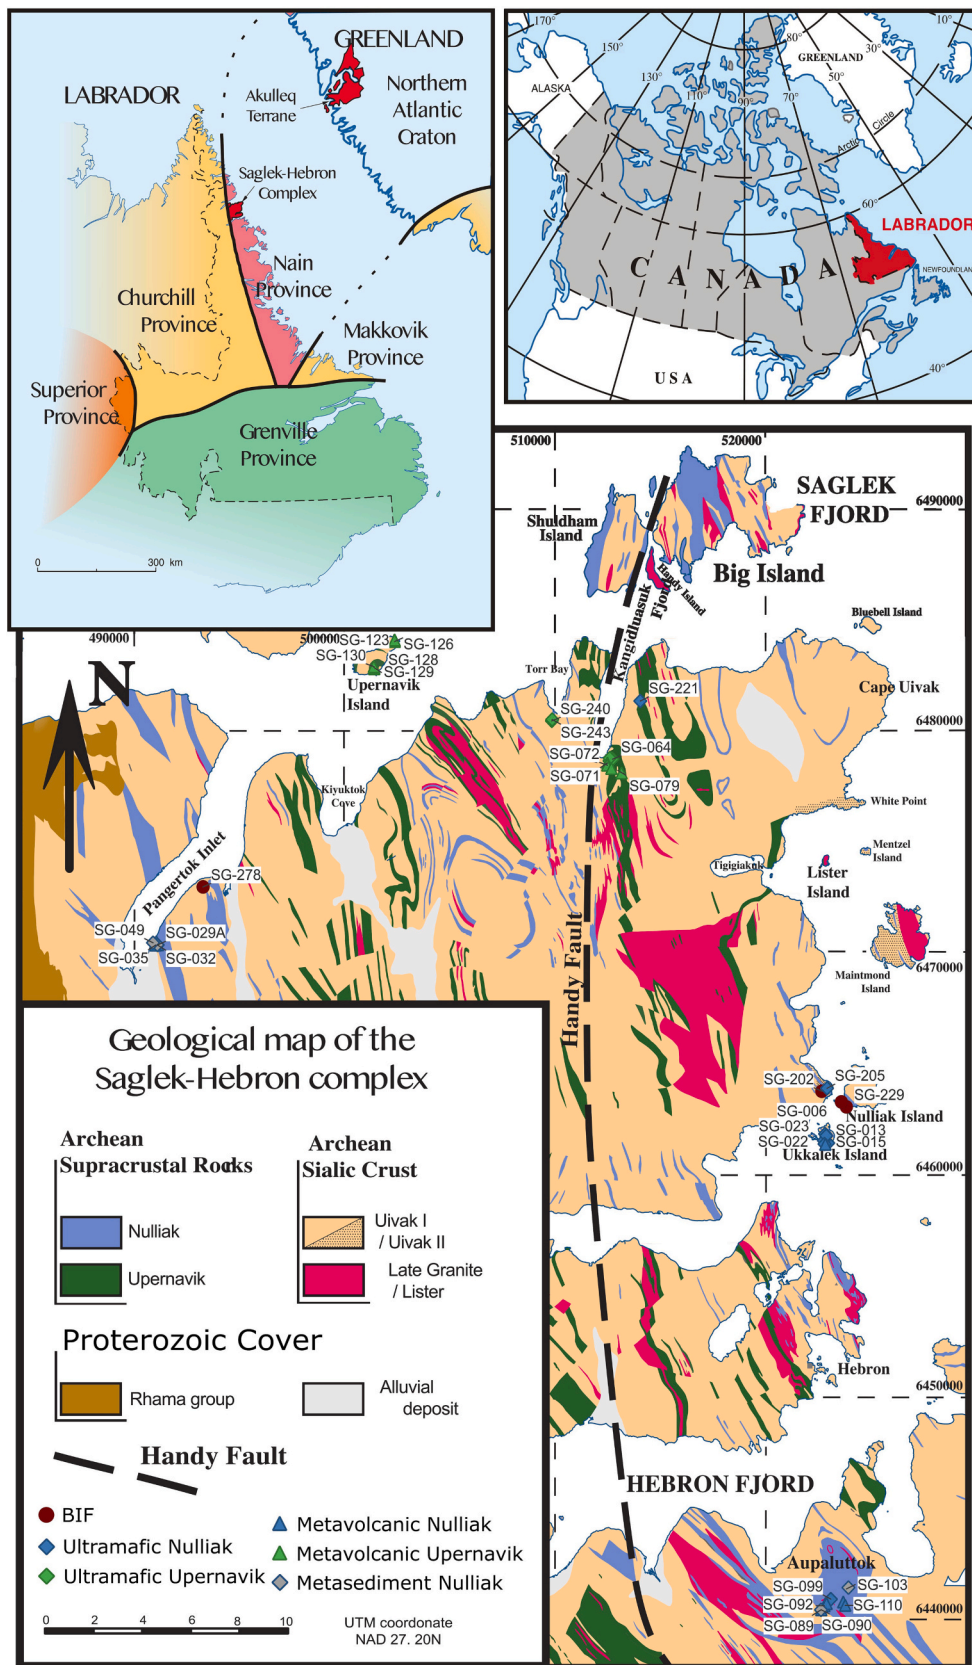 GREENLAND
LABRADOR
Akulleq
Terrane
Northern
Atlantic
Craton
Saglek-Hebron
Complex
Nain
Province
Churchill
Province
Makkovik
Province
Superior
Province
Grenville
Province
0 300 km
170°
150°
130°
110°
90°
80°
70°
50°
30°
10°
GREENLAND
ALASKA
Arctic Circle
60°
LABRADOR
CANADA
NEWFOUNDLAND
USA
40°
510000
520000
SAGLEK
FJORD
6490000
Shuldham
Island
Handy Island
Big Island
Kangidluasuk
Fjord
Bluebell Island
490000
500000
SG-123
SG-126
SG-130
SG-128
SG-129
Upernavik
Island
N
Torr Bay
SG-221
Cape Uivak
SG-240
6480000
SG-243
SG-072
SG-064
SG-071
SG-079
Kiyuktok
Cove
White Point
Mentzel
Island
Tigigiakuk
Lister
Island
Pangertok Inlet
SG-278
SG-049
SG-029A
SG-035
SG-032
Handy Fault
6470000
Maintmond
Island
SG-202
SG-205
SG-229
SG-006
Nulliak Island
SG-023
SG-013
SG-022
SG-015
Ukkalek Island
6460000
Hebron
6450000
HEBRON FJORD
Aupaluttok
SG-099
SG-103
SG-092
SG-110
SG-089
SG-090
6440000
Geological map of the
Saglek-Hebron complex
Archean
Supracrustal Rocks
Archean
Sialic Crust
Nulliak
Uivak I
/ Uivak II
Upernavik
Late Granite
/ Lister
Proterozoic Cover
Rhama group
Alluvial
deposit
Handy Fault
BIF
Metavolcanic Nulliak
Ultramafic Nulliak
Metavolcanic Upernavik
Ultramafic Upernavik
Metasediment Nulliak
0 2 4 6 8 10
UTM coordonate
NAD 27. 20N